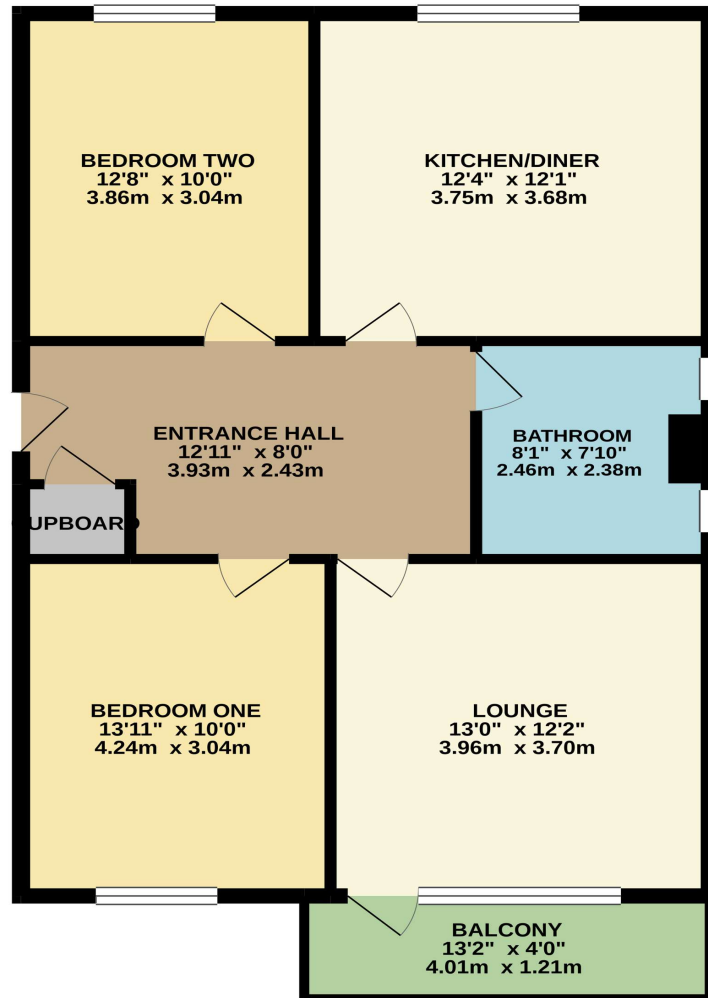 BEDROOM TWO
12'8" x 10'0"
3.86m x 3.04m
KITCHEN/DINER
12'4" x 12'1"
3.75m x 3.68m
ENTRANCE HALL
12'11" x 8'0"
3.93m x 2.43m
BATHROOM
8'1" x 7'10"
2.46m x 2.38m
CUPBOARD
BEDROOM ONE
13'11" x 10'0"
4.24m x 3.04m
LOUNGE
13'0" x 12'2"
3.96m x 3.70m
BALCONY
13'2" x 4'0"
4.01m x 1.21m